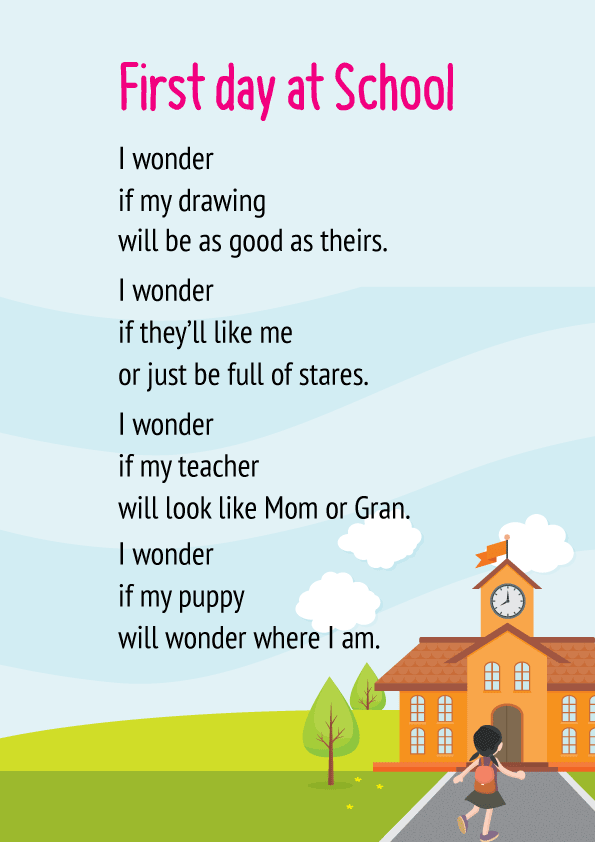 First day at School
I wonder
if my drawing
will be as good as theirs.
I wonder
if they’ll like me
or just be full of stares.
I wonder
if my teacher
will look like Mom or Gran.
I wonder
if my puppy
will wonder where I am.